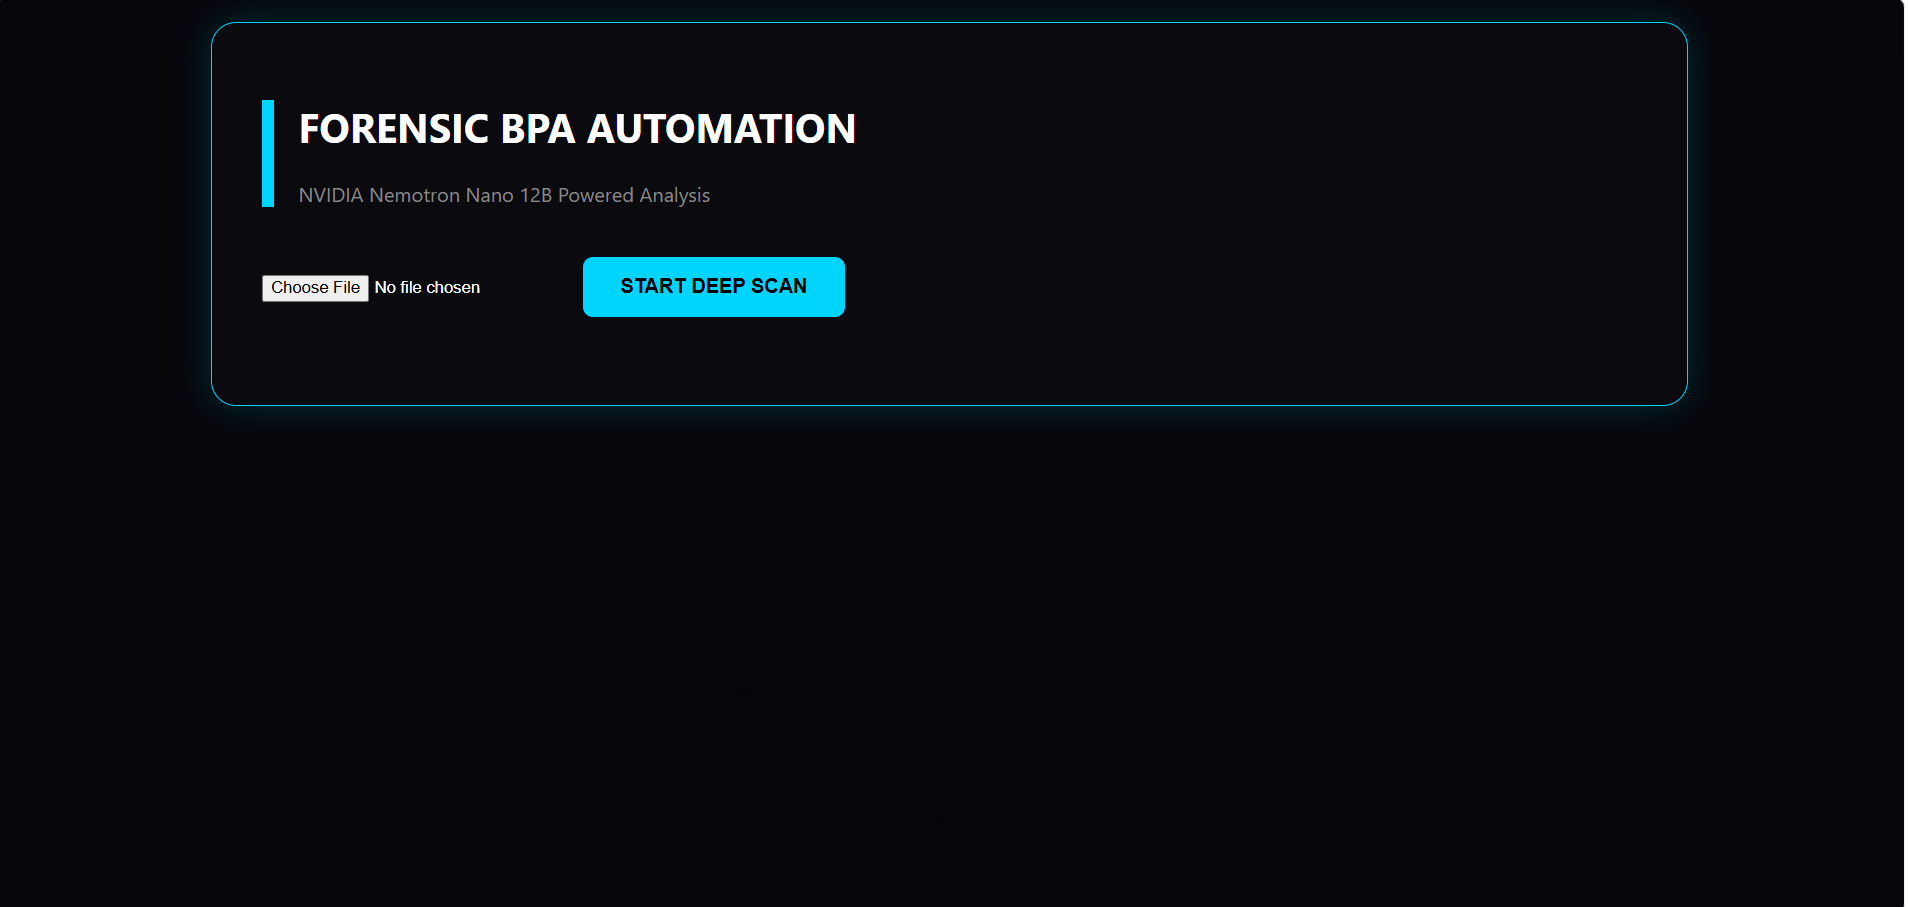 FORENSIC BPA AUTOMATION
NVIDIA Nemotron Nano 12B Powered Analysis
Choose File No file chosen
START DEEP SCAN